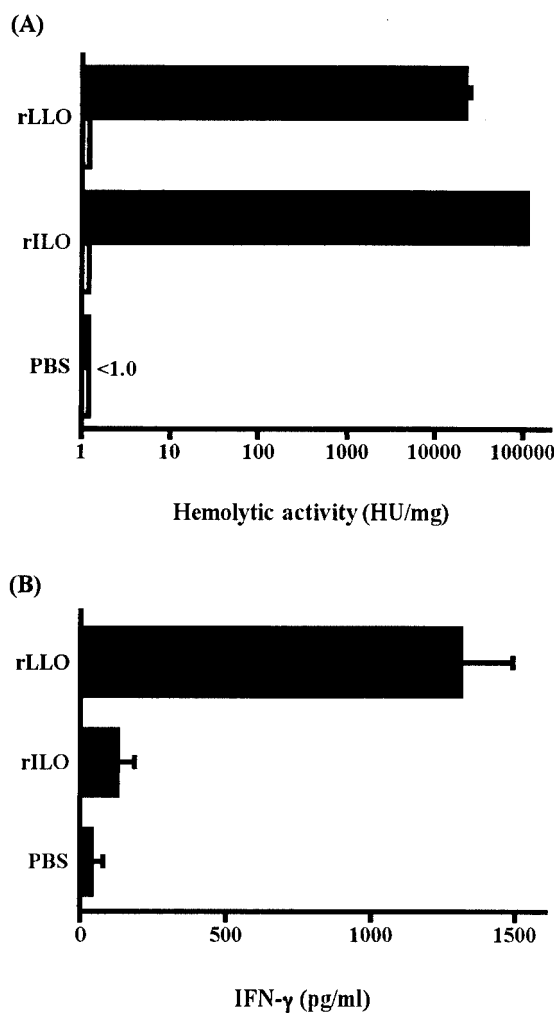 (A)
rLLO
rILO
PBS
<1.0
1 10 100 1000 10000 100000
Hemolytic activity (HU/mg)
(B)
rLLO
rILO
PBS
0 500 1000 1500
IFN-γ (pg/ml)